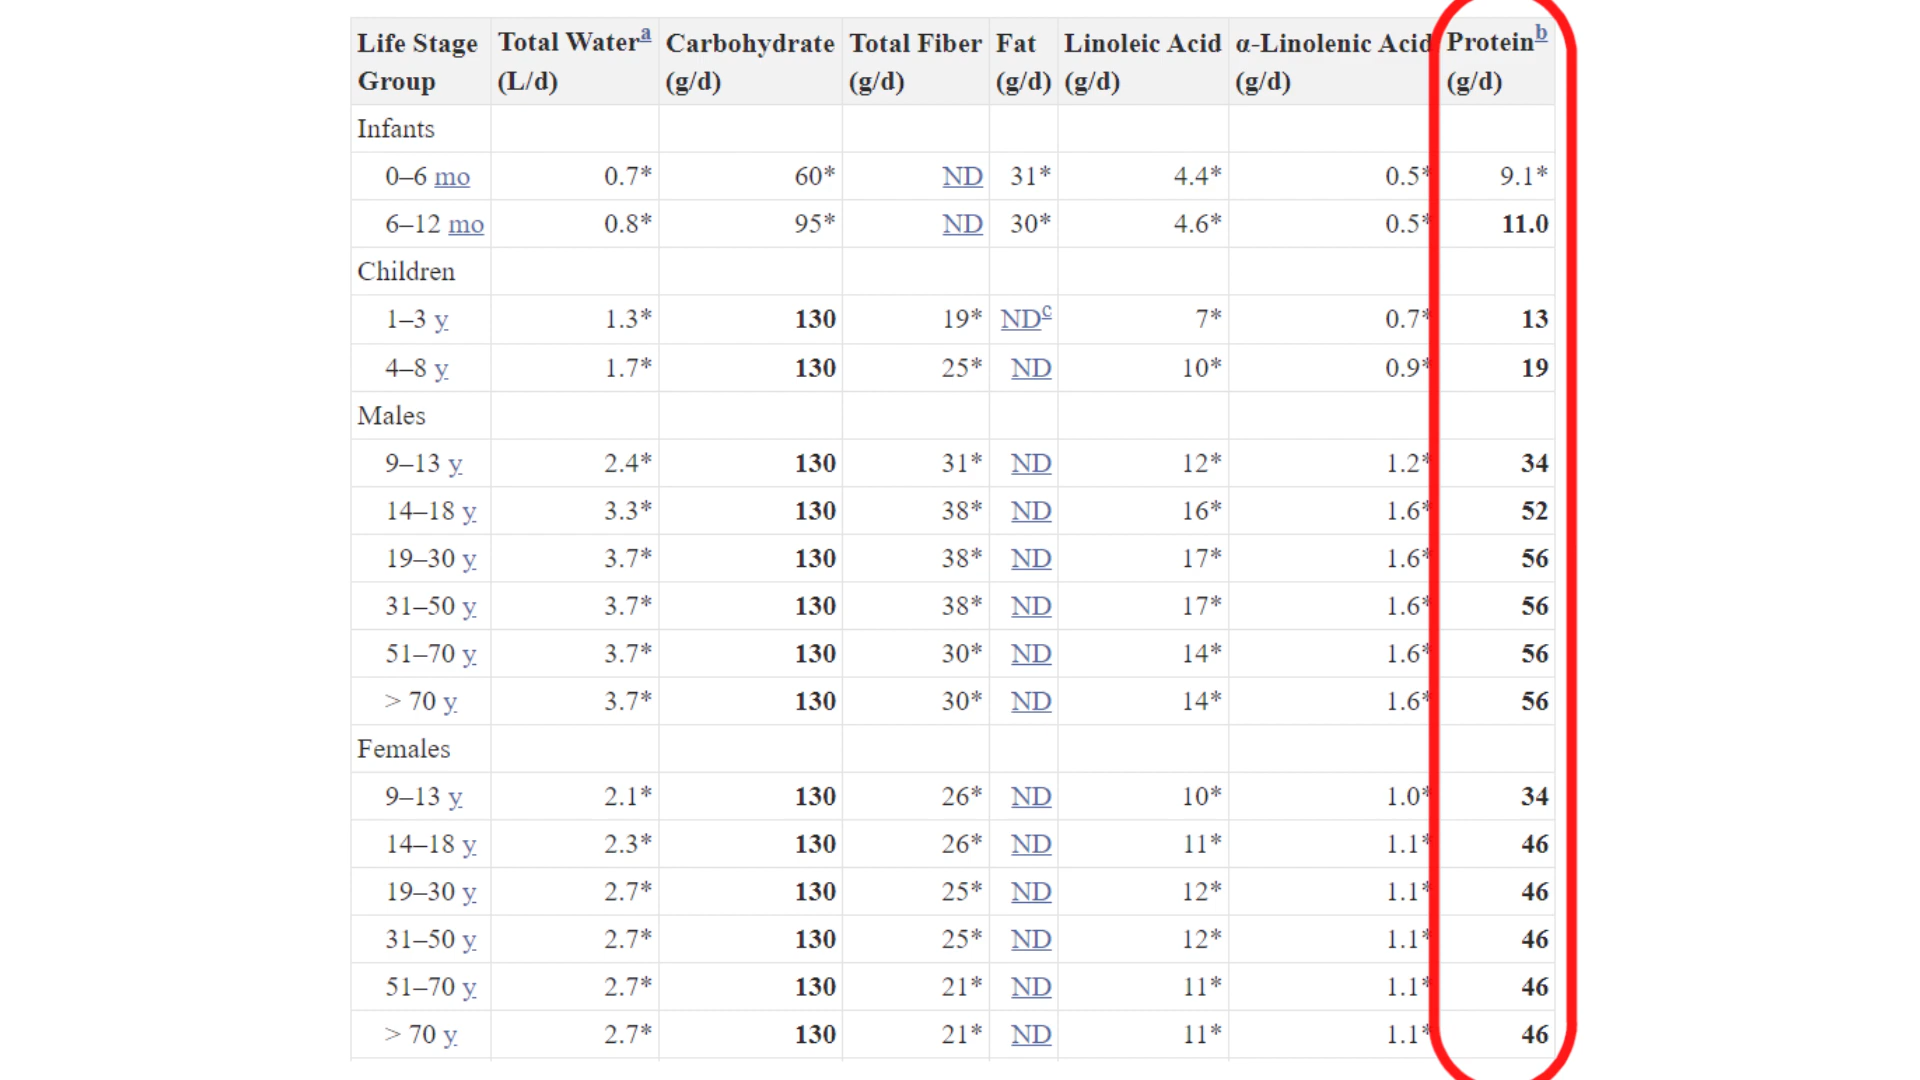 Life Stage Group Total Waterᵃ (L/d) Carbohydrate (g/d) Total Fiber (g/d) Fat (g/d) Linoleic Acid (g/d) α-Linolenic Acid (g/d) Proteinᵇ (g/d)
Infants
0–6 mo 0.7* 60* ND 31* 4.4* 0.5* 9.1*
6–12 mo 0.8* 95* ND 30* 4.6* 0.5* 11.0
Children
1–3 y 1.3* 130 19* NDᶜ 7* 0.7* 13
4–8 y 1.7* 130 25* ND 10* 0.9* 19
Males
9–13 y 2.4* 130 31* ND 12* 1.2* 34
14–18 y 3.3* 130 38* ND 16* 1.6* 52
19–30 y 3.7* 130 38* ND 17* 1.6* 56
31–50 y 3.7* 130 38* ND 17* 1.6* 56
51–70 y 3.7* 130 30* ND 14* 1.6* 56
> 70 y 3.7* 130 30* ND 14* 1.6* 56
Females
9–13 y 2.1* 130 26* ND 10* 1.0* 34
14–18 y 2.3* 130 26* ND 11* 1.1* 46
19–30 y 2.7* 130 25* ND 12* 1.1* 46
31–50 y 2.7* 130 25* ND 12* 1.1* 46
51–70 y 2.7* 130 21* ND 11* 1.1* 46
> 70 y 2.7* 130 21* ND 11* 1.1* 46